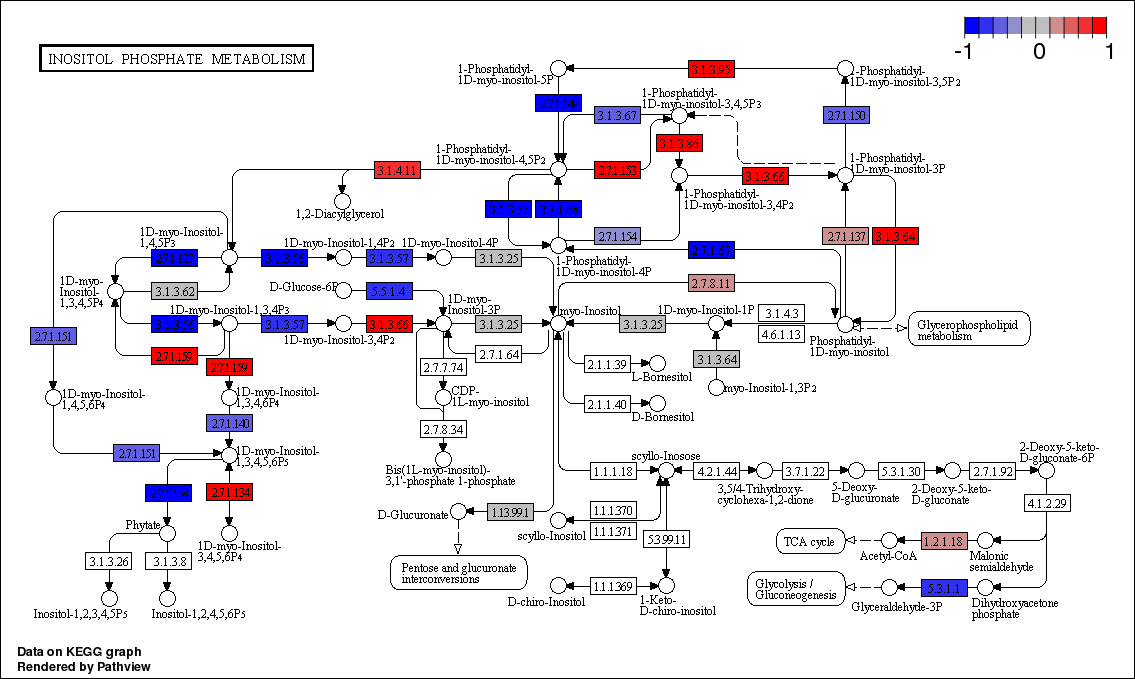 INOSITOL PHOSPHATE METABOLISM
-1
0
1
1-Phosphatidyl-
1D-myo-inositol-5P
3.1.3.95
1-Phosphatidyl-
1D-myo-inositol-3,5P2
2.7.1.149
3.1.3.67
1-Phosphatidyl-
1D-myo-inositol-3,4,5P3
2.7.1.150
3.1.3.86
1-Phosphatidyl-
1D-myo-inositol-4,5P2
3.1.4.11
2.7.1.153
3.1.3.66
1-Phosphatidyl-
1D-myo-inositol-3P
1,2-Diacylglycerol
1-Phosphatidyl-
1D-myo-inositol-3,4P2
2.7.1.68
2.7.1.154
2.7.1.137
3.1.3.64
1D-myo-Inositol-
1,4,5P3
1D-myo-Inositol-1,4P2
1D-myo-Inositol-4P
2.7.1.67
2.7.1.127
3.1.3.56
3.1.3.57
3.1.3.25
1-Phosphatidyl-
1D-myo-inositol-4P
1D-myo-
Inositol-
1,3,4,5P4
3.1.3.62
D-Glucose-6P
5.5.1.4
2.7.8.11
1D-myo-Inositol-1,3,4P3
1D-myo-
Inositol-3P
myo-Inositol
1D-myo-Inositol-1P
3.1.4.3
3.1.3.56
3.1.3.57
3.1.3.66
3.1.3.25
3.1.3.25
4.6.1.13
Glycerophospholipid
metabolism
2.7.1.151
1D-myo-Inositol-3,4P2
Phosphatidyl-
1D-myo-inositol
2.7.1.159
2.7.1.159
2.7.1.64
2.7.7.74
2.1.1.39
3.1.3.64
L-Bornesitol
1D-myo-Inositol-
1,4,5,6P4
1D-myo-Inositol-
1,3,4,6P4
CDP-
1L-myo-inositol
myo-Inositol-1,3P2
2.1.1.40
D-Bornesitol
2.7.1.140
2.7.8.34
2.7.1.151
1D-myo-Inositol-
1,3,4,5,6P5
Bis(1L-myo-inositol)-
3,1'-phosphate 1-phosphate
scyllo-Inosose
2-Deoxy-5-keto-
D-gluconate-6P
1.1.1.18
4.2.1.44
3.7.1.22
5.3.1.30
2.7.1.92
3,5/4-Trihydroxy-
cyclohexa-1,2-dione
5-Deoxy-
D-glucuronate
2-Deoxy-5-keto-
D-gluconate
2.7.1.134
4.1.2.29
D-Glucuronate
1.13.99.1
1.1.1.370
scyllo-Inositol
1.1.1.371
Phytate
1D-myo-Inositol-
3,4,5,6P4
5.3.99.11
TCA cycle
Acetyl-CoA
1.2.1.18
Malonic
semialdehyde
3.1.3.26
3.1.3.8
Pentose and glucuronate
interconversions
Glycolysis /
Gluconeogenesis
5.3.1.1
Glyceraldehyde-3P
Dihydroxyacetone
phosphate
D-chiro-Inositol
1.1.1.369
1-Keto-
D-chiro-inositol
Inositol-1,2,3,4,5P5
Inositol-1,2,4,5,6P5
Data on KEGG graph
Rendered by Pathview